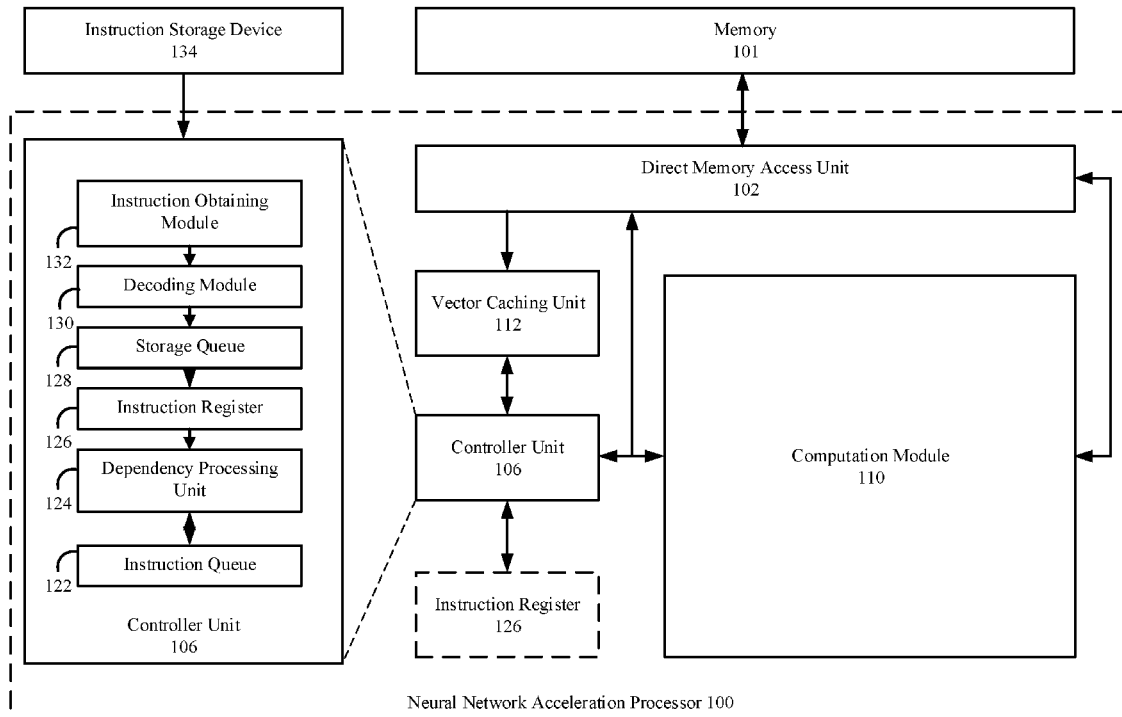 Instruction Storage Device
134
Memory
101
Direct Memory Access Unit
102
Instruction Obtaining
Module
132
Decoding Module
130
Storage Queue
128
Instruction Register
126
Dependency Processing
Unit
124
Instruction Queue
122
Controller Unit
106
Vector Caching Unit
112
Controller Unit
106
Instruction Register
126
Computation Module
110
Neural Network Acceleration Processor 100